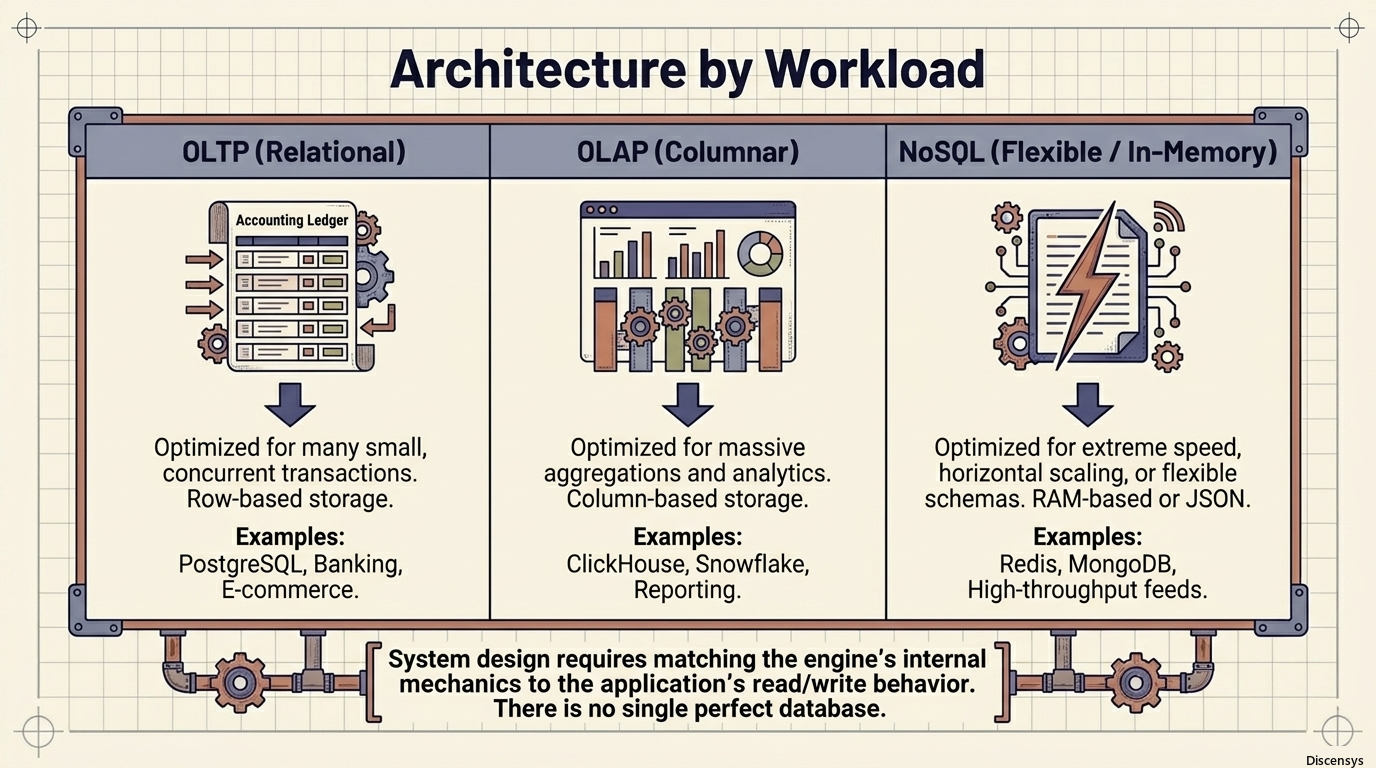 Architecture by Workload
OLTP (Relational)
OLAP (Columnar)
NoSQL (Flexible / In-Memory)
Accounting Ledger
Optimized for many small,
concurrent transactions.
Row-based storage.
Examples:
PostgreSQL, Banking,
E-commerce.
Optimized for massive
aggregations and analytics.
Column-based storage.
Examples:
ClickHouse, Snowflake,
Reporting.
Optimized for extreme speed,
horizontal scaling, or flexible
schemas. RAM-based or JSON.
Examples:
Redis, MongoDB,
High-throughput feeds.
System design requires matching the engine's internal
mechanics to the application's read/write behavior.
There is no single perfect database.
Discensys